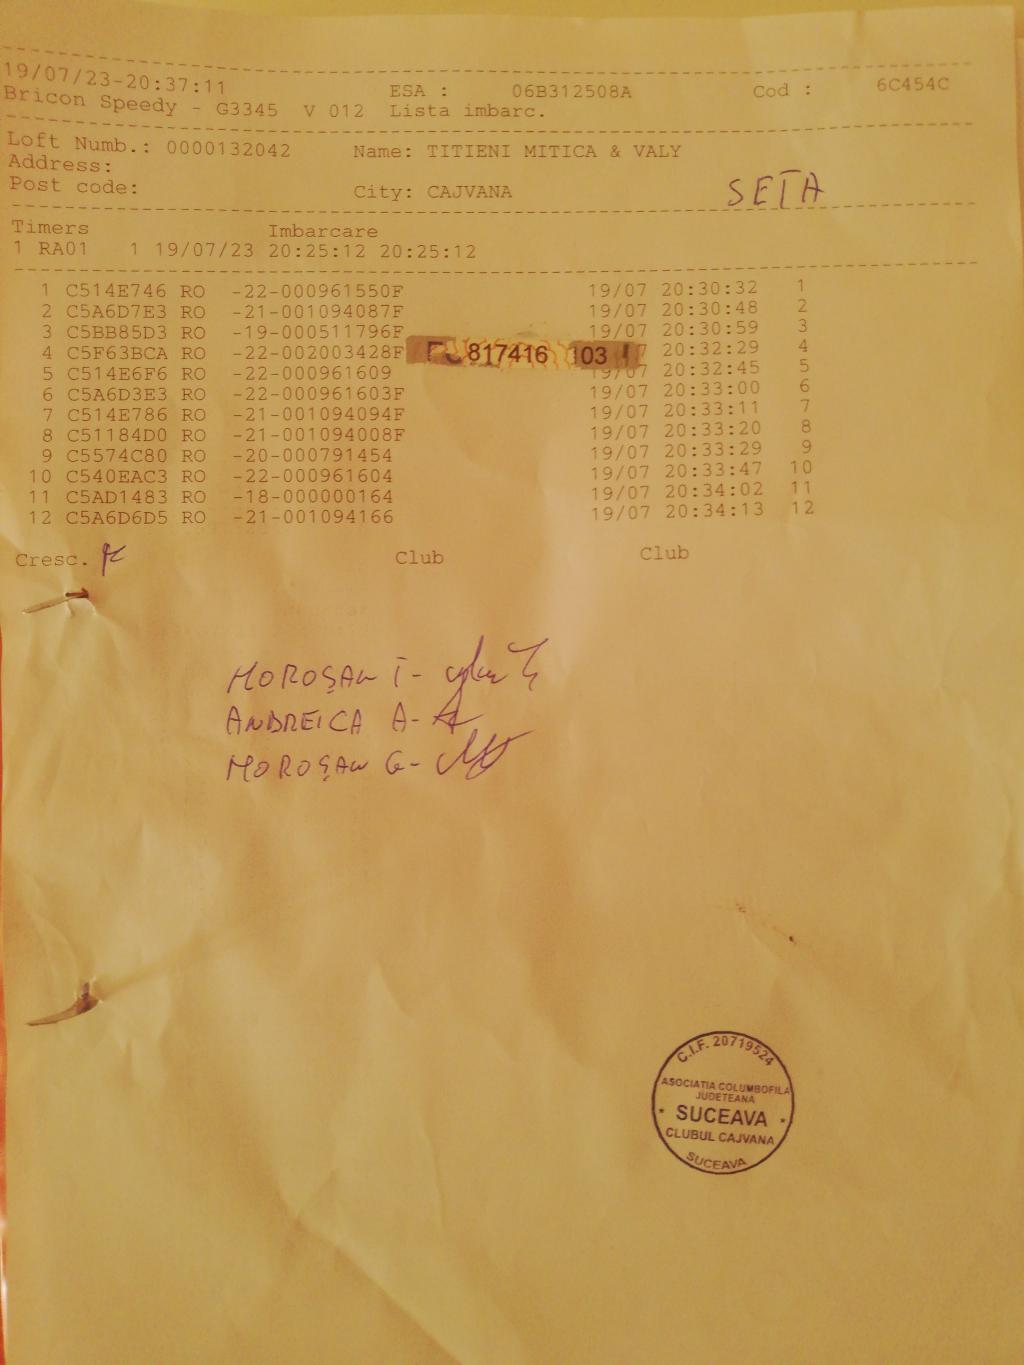 19/07/23-20:37:11 ESA : 06B312508A Cod : 6C454C
Bricon Speedy - G3345 V 012 Lista imbarc.
Loft Numb.: 0000132042 Name: TITIENI MITICA & VALY
Address:
Post code: City: CAJVANA SETA
Timers Imbarcare
1 RA01 1 19/07/23 20:25:12 20:25:12
1 C514E746 RO -22-000961550F 19/07 20:30:32 1
2 C5A6D7E3 RO -21-001094087F 19/07 20:30:48 2
3 C5BB85D3 RO -19-000511796F 19/07 20:30:59 3
4 C5F63BCA RO -22-002003428F 817416 103 20:32:29 4
5 C514E6F6 RO -22-000961609 19/07 20:32:45 5
6 C5A6D3E3 RO -22-000961603F 19/07 20:33:00 6
7 C514E786 RO -21-001094094F 19/07 20:33:11 7
8 C51184D0 RO -21-001094008F 19/07 20:33:20 8
9 C5574C80 RO -20-000791454 19/07 20:33:29 9
10 C540EAC3 RO -22-000961604 19/07 20:33:47 10
11 C5AD1483 RO -18-000000164 19/07 20:34:02 11
12 C5A6D6D5 RO -21-001094166 19/07 20:34:13 12
Cresc. Club Club
MOROȘAN I-
ANDREICA A-
MOROȘAN G-
C.I.F. 20719524
ASOCIATIA COLUMBOFILA
JUDETEANA
SUCEAVA
CLUBUL CAJVANA
SUCEAVA